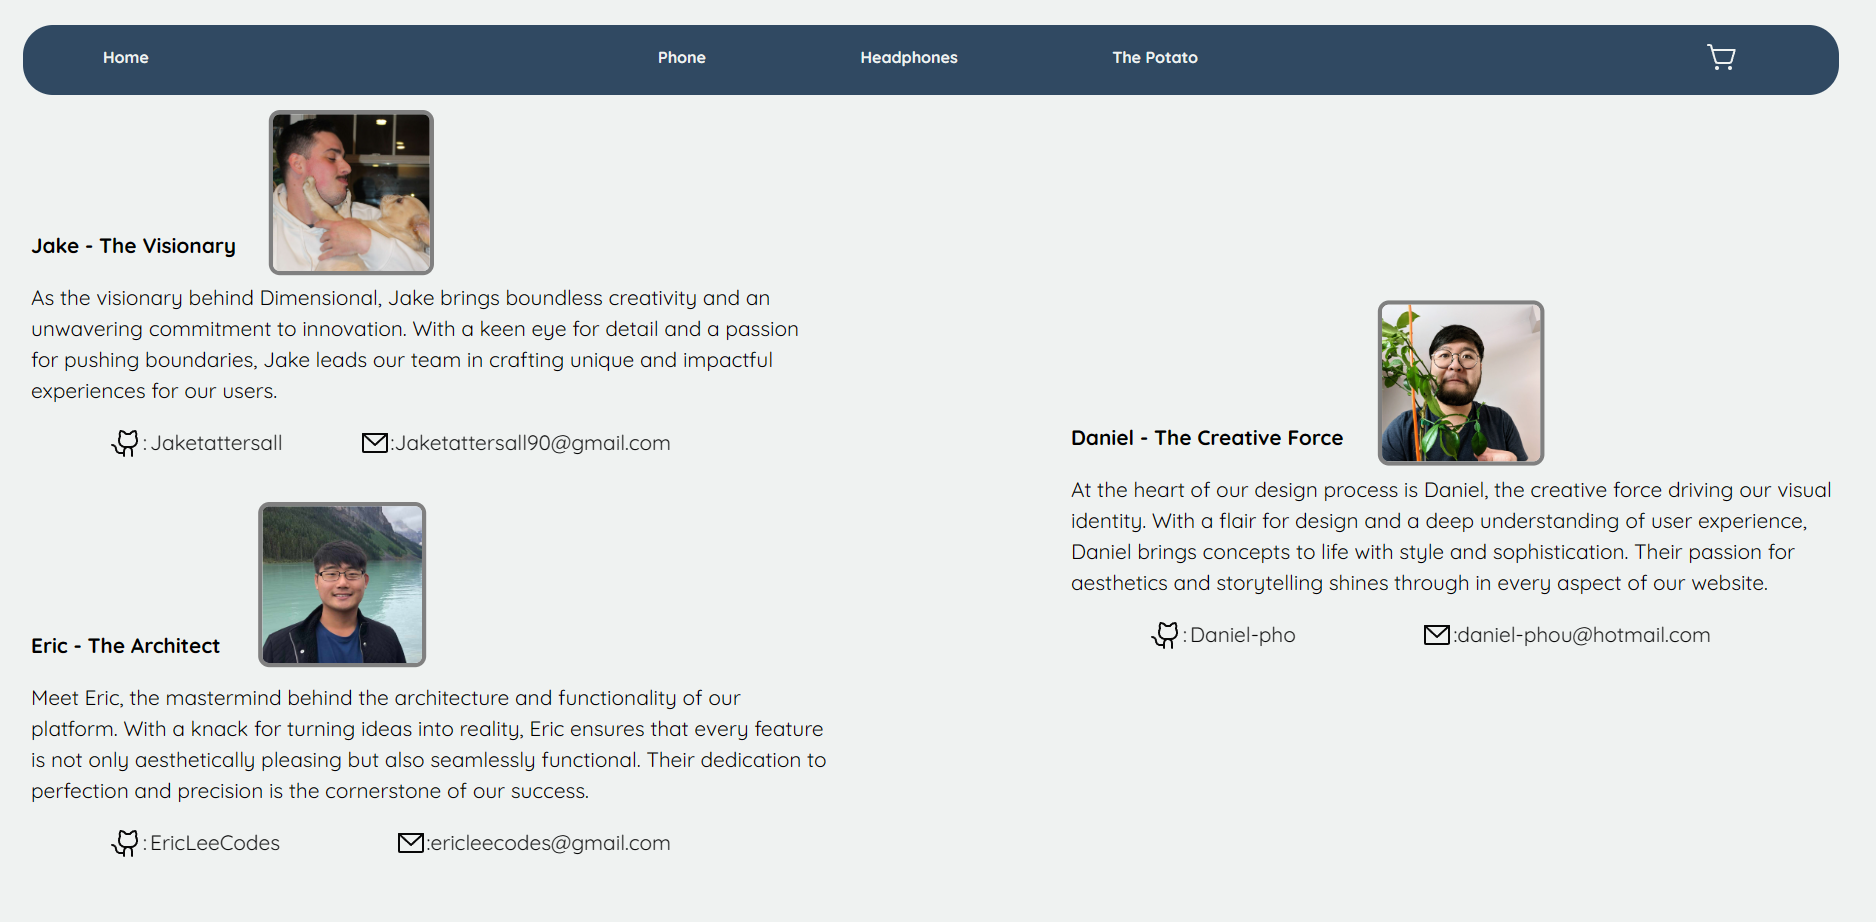 Home
Phone
Headphones
The Potato
Jake - The Visionary
As the visionary behind Dimensional, Jake brings boundless creativity and an
unwavering commitment to innovation. With a keen eye for detail and a passion
for pushing boundaries, Jake leads our team in crafting unique and impactful
experiences for our users.
: Jaketattersall
:Jaketattersall90@gmail.com
Eric - The Architect
Meet Eric, the mastermind behind the architecture and functionality of our
platform. With a knack for turning ideas into reality, Eric ensures that every feature
is not only aesthetically pleasing but also seamlessly functional. Their dedication to
perfection and precision is the cornerstone of our success.
: EricLeeCodes
:ericleecodes@gmail.com
Daniel - The Creative Force
At the heart of our design process is Daniel, the creative force driving our visual
identity. With a flair for design and a deep understanding of user experience,
Daniel brings concepts to life with style and sophistication. Their passion for
aesthetics and storytelling shines through in every aspect of our website.
: Daniel-pho
:daniel-phou@hotmail.com